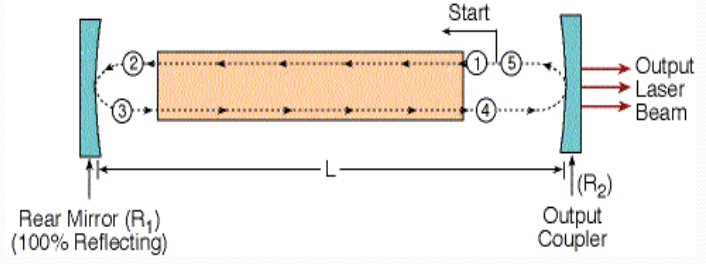 Start
② ① ⑤
Output
Laser
Beam
③ ④
L
(R₂)
Rear Mirror (R₁)
(100% Reflecting)
Output
Coupler